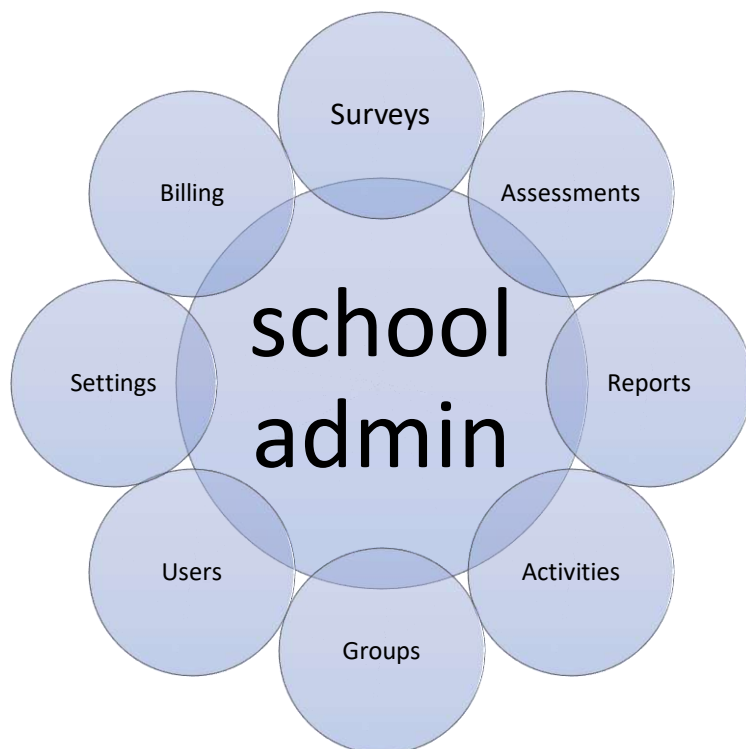 Surveys
Billing
Assessments
school
admin
Settings
Reports
Users
Activities
Groups